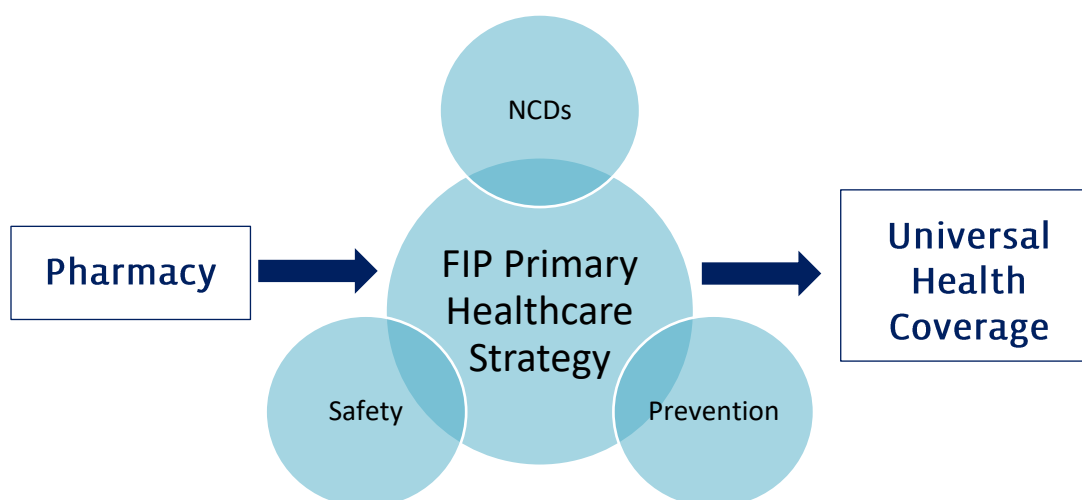 NCDs
Pharmacy
FIP Primary
Healthcare
Strategy
Universal
Health
Coverage
Safety
Prevention